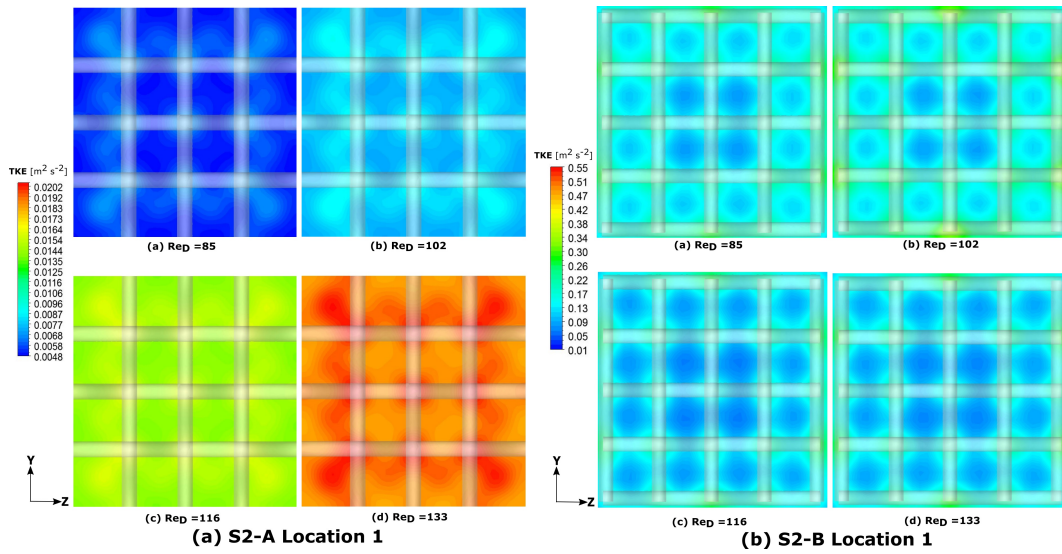 (a) ReD =85
(b) ReD =102
TKE [m² s⁻²]
0.0202
0.0192
0.0173
0.0164
0.0154
0.0144
0.0135
0.0125
0.0116
0.0106
0.0096
0.0087
0.0077
0.0068
0.0058
0.0048
Y
Z
(c) ReD =116
(d) ReD =133
(a) S2-A Location 1
(a) ReD =85
(b) ReD =102
TKE [m² s⁻²]
0.55
0.51
0.47
0.45
0.42
0.38
0.34
0.30
0.26
0.23
0.20
0.17
0.13
0.09
0.05
0.01
Y
Z
(c) ReD =116
(d) ReD =133
(b) S2-B Location 1